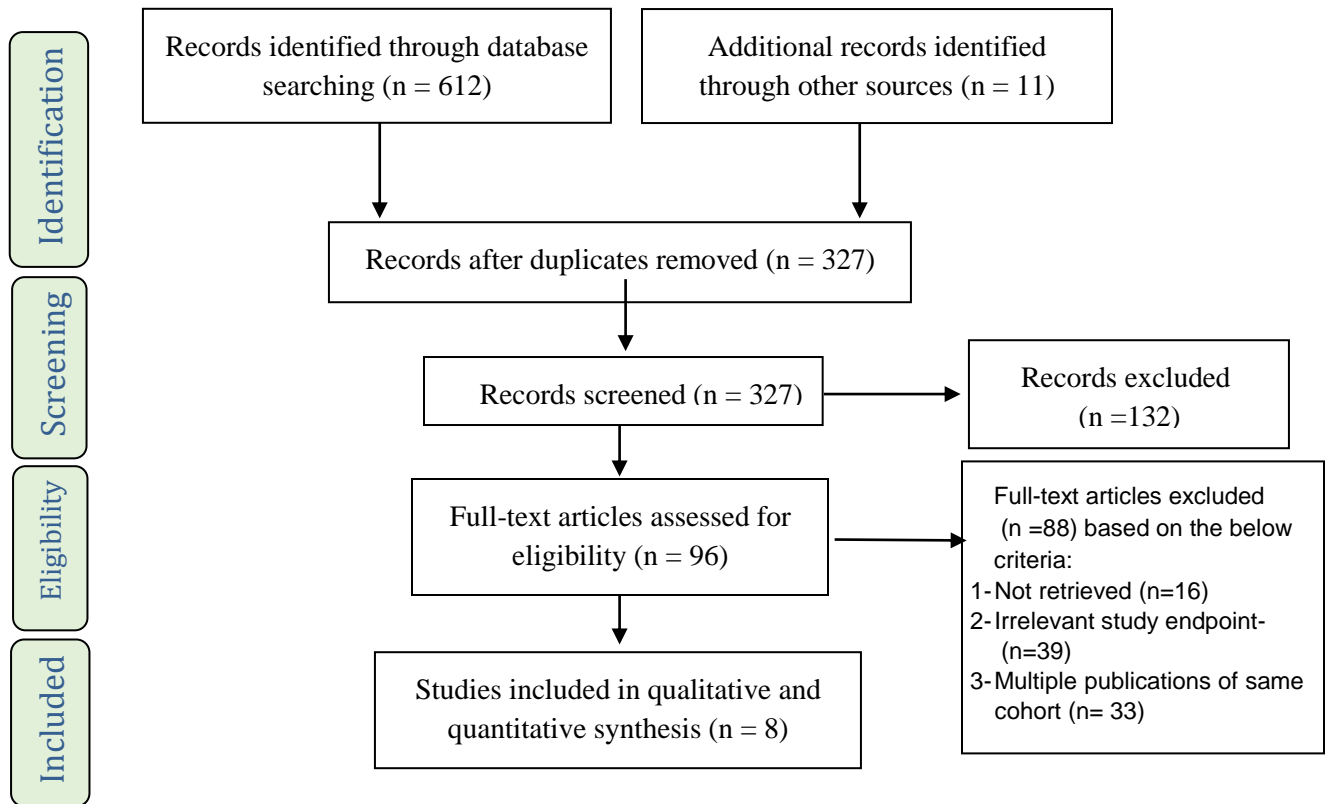 Identification
Records identified through database
searching (n = 612)
Additional records identified
through other sources (n = 11)
Records after duplicates removed (n = 327)
Screening
Records screened (n = 327)
Records excluded
(n =132)
Eligibility
Full-text articles assessed for
eligibility (n = 96)
Full-text articles excluded
(n =88) based on the below
criteria:
1- Not retrieved (n=16)
2- Irrelevant study endpoint-
(n=39)
3- Multiple publications of same
cohort (n= 33)
Included
Studies included in qualitative and
quantitative synthesis (n = 8)